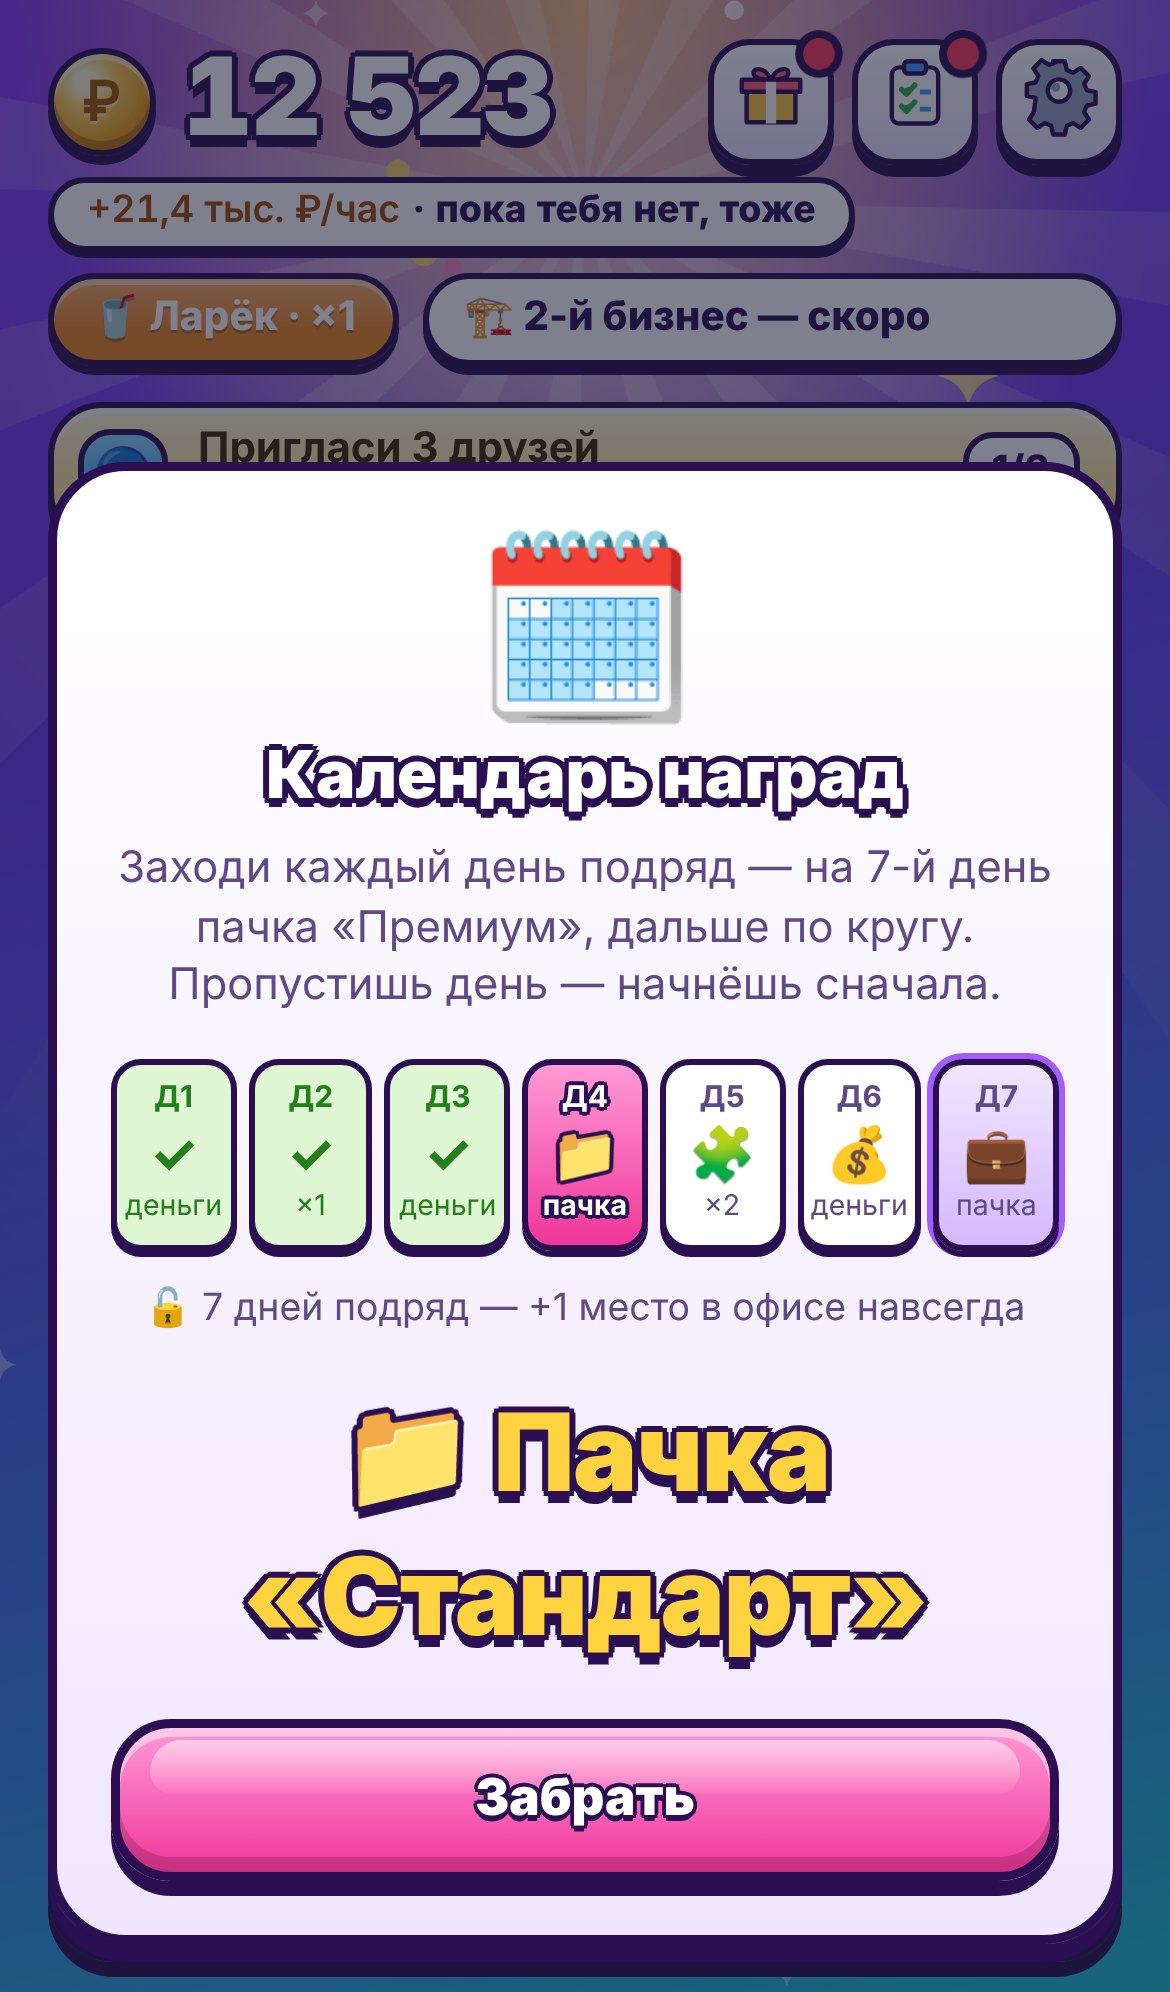 ₽ 12 523
+21,4 тыс. ₽/час · пока тебя нет, тоже
Ларёк · ×1
2-й бизнес — скоро
Пригласи 3 друзей
Календарь наград
Заходи каждый день подряд — на 7-й день
пачка «Премиум», дальше по кругу.
Пропустишь день — начнёшь сначала.
Д1 Д2 Д3 Д4 Д5 Д6 Д7
деньги ×1 деньги пачка ×2 деньги пачка
7 дней подряд — +1 место в офисе навсегда
Пачка
«Стандарт»
Забрать